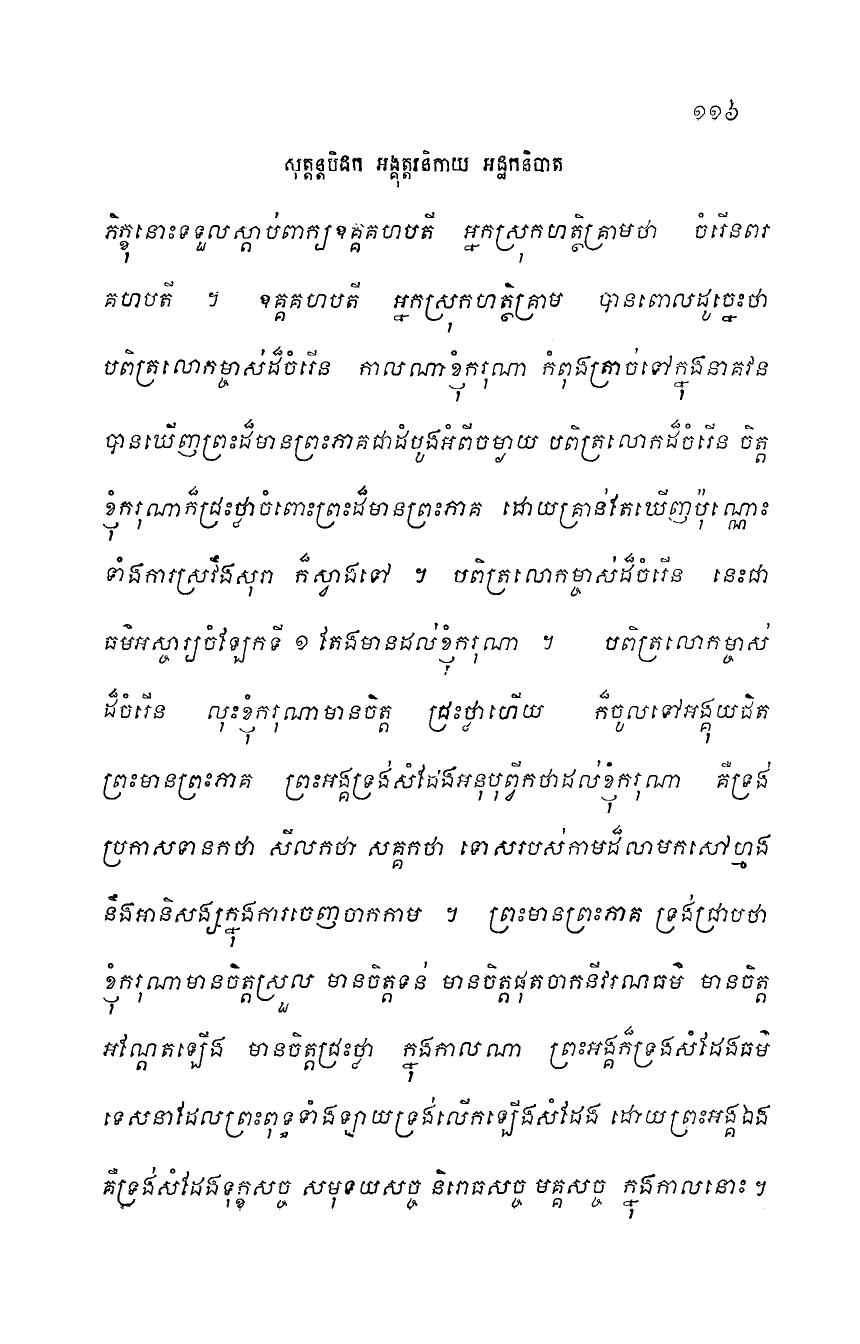 ១១៦
សុត្តន្តបិដក អង្គុត្តរនិកាយ អដ្ឋកនិបាត
ភិក្ខុនោះទទួលស្តាប់ពាក្យឧគ្គគហបតី អ្នកស្រុកហត្ថិគ្រាមថា ចំរើនពរ
គហបតី ។ ឧគ្គគហបតី អ្នកស្រុកហត្ថិគ្រាម បានពោលដូច្នេះថា
បពិត្រលោកម្ចាស់ដ៏ចំរើន កាលណាខ្ញុំករុណា កំពុងត្រាច់ទៅក្នុងនាគវន
បានឃើញព្រះដ៏មានព្រះភាគជាដំបូងអំពីចម្ងាយ បពិត្រលោកដ៏ចំរើន ចិត្ត
ខ្ញុំករុណាក៏ជ្រះថ្លាចំពោះព្រះដ៏មានព្រះភាគ ដោយគ្រាន់តែឃើញប៉ុណ្ណោះ
ទាំងការស្រវឹងសុរា ក៏ស្វាងទៅ ។ បពិត្រលោកម្ចាស់ដ៏ចំរើន នេះជា
ធម៌អស្ចារ្យចំឡែកទី ១ តែងមានដល់ខ្ញុំករុណា ។ បពិត្រលោកម្ចាស់
ដ៏ចំរើន លុះខ្ញុំករុណាមានចិត្ត ជ្រះថ្លាហើយ ក៏ចូលទៅអង្គុយជិត
ព្រះមានព្រះភាគ ព្រះអង្គទ្រង់សំដែងអនុបុព្វីកថាដល់ខ្ញុំករុណា គឺទ្រង់
ប្រកាសទានកថា សីលកថា សគ្គកថា ទោសរបស់កាមដ៏លាមកសៅហ្មង
នឹងអានិសង្សក្នុងការចេញចាកកាម ។ ព្រះមានព្រះភាគ ទ្រង់ជ្រាបថា
ខ្ញុំករុណាមានចិត្តស្រួល មានចិត្តទន់ មានចិត្តផុតចាកនីវរណធម៌ មានចិត្ត
អណ្តែតឡើង មានចិត្តជ្រះថ្លា ក្នុងកាលណា ព្រះអង្គក៏ទ្រង់សំដែងធម៌
ទេសនាដែលព្រះពុទ្ធទាំងឡាយទ្រង់លើកឡើងសំដែង ដោយព្រះអង្គឯង
គឺទ្រង់សំដែងទុក្ខសច្ច សមុទយសច្ច និរោធសច្ច មគ្គសច្ច ក្នុងកាលនោះ ។